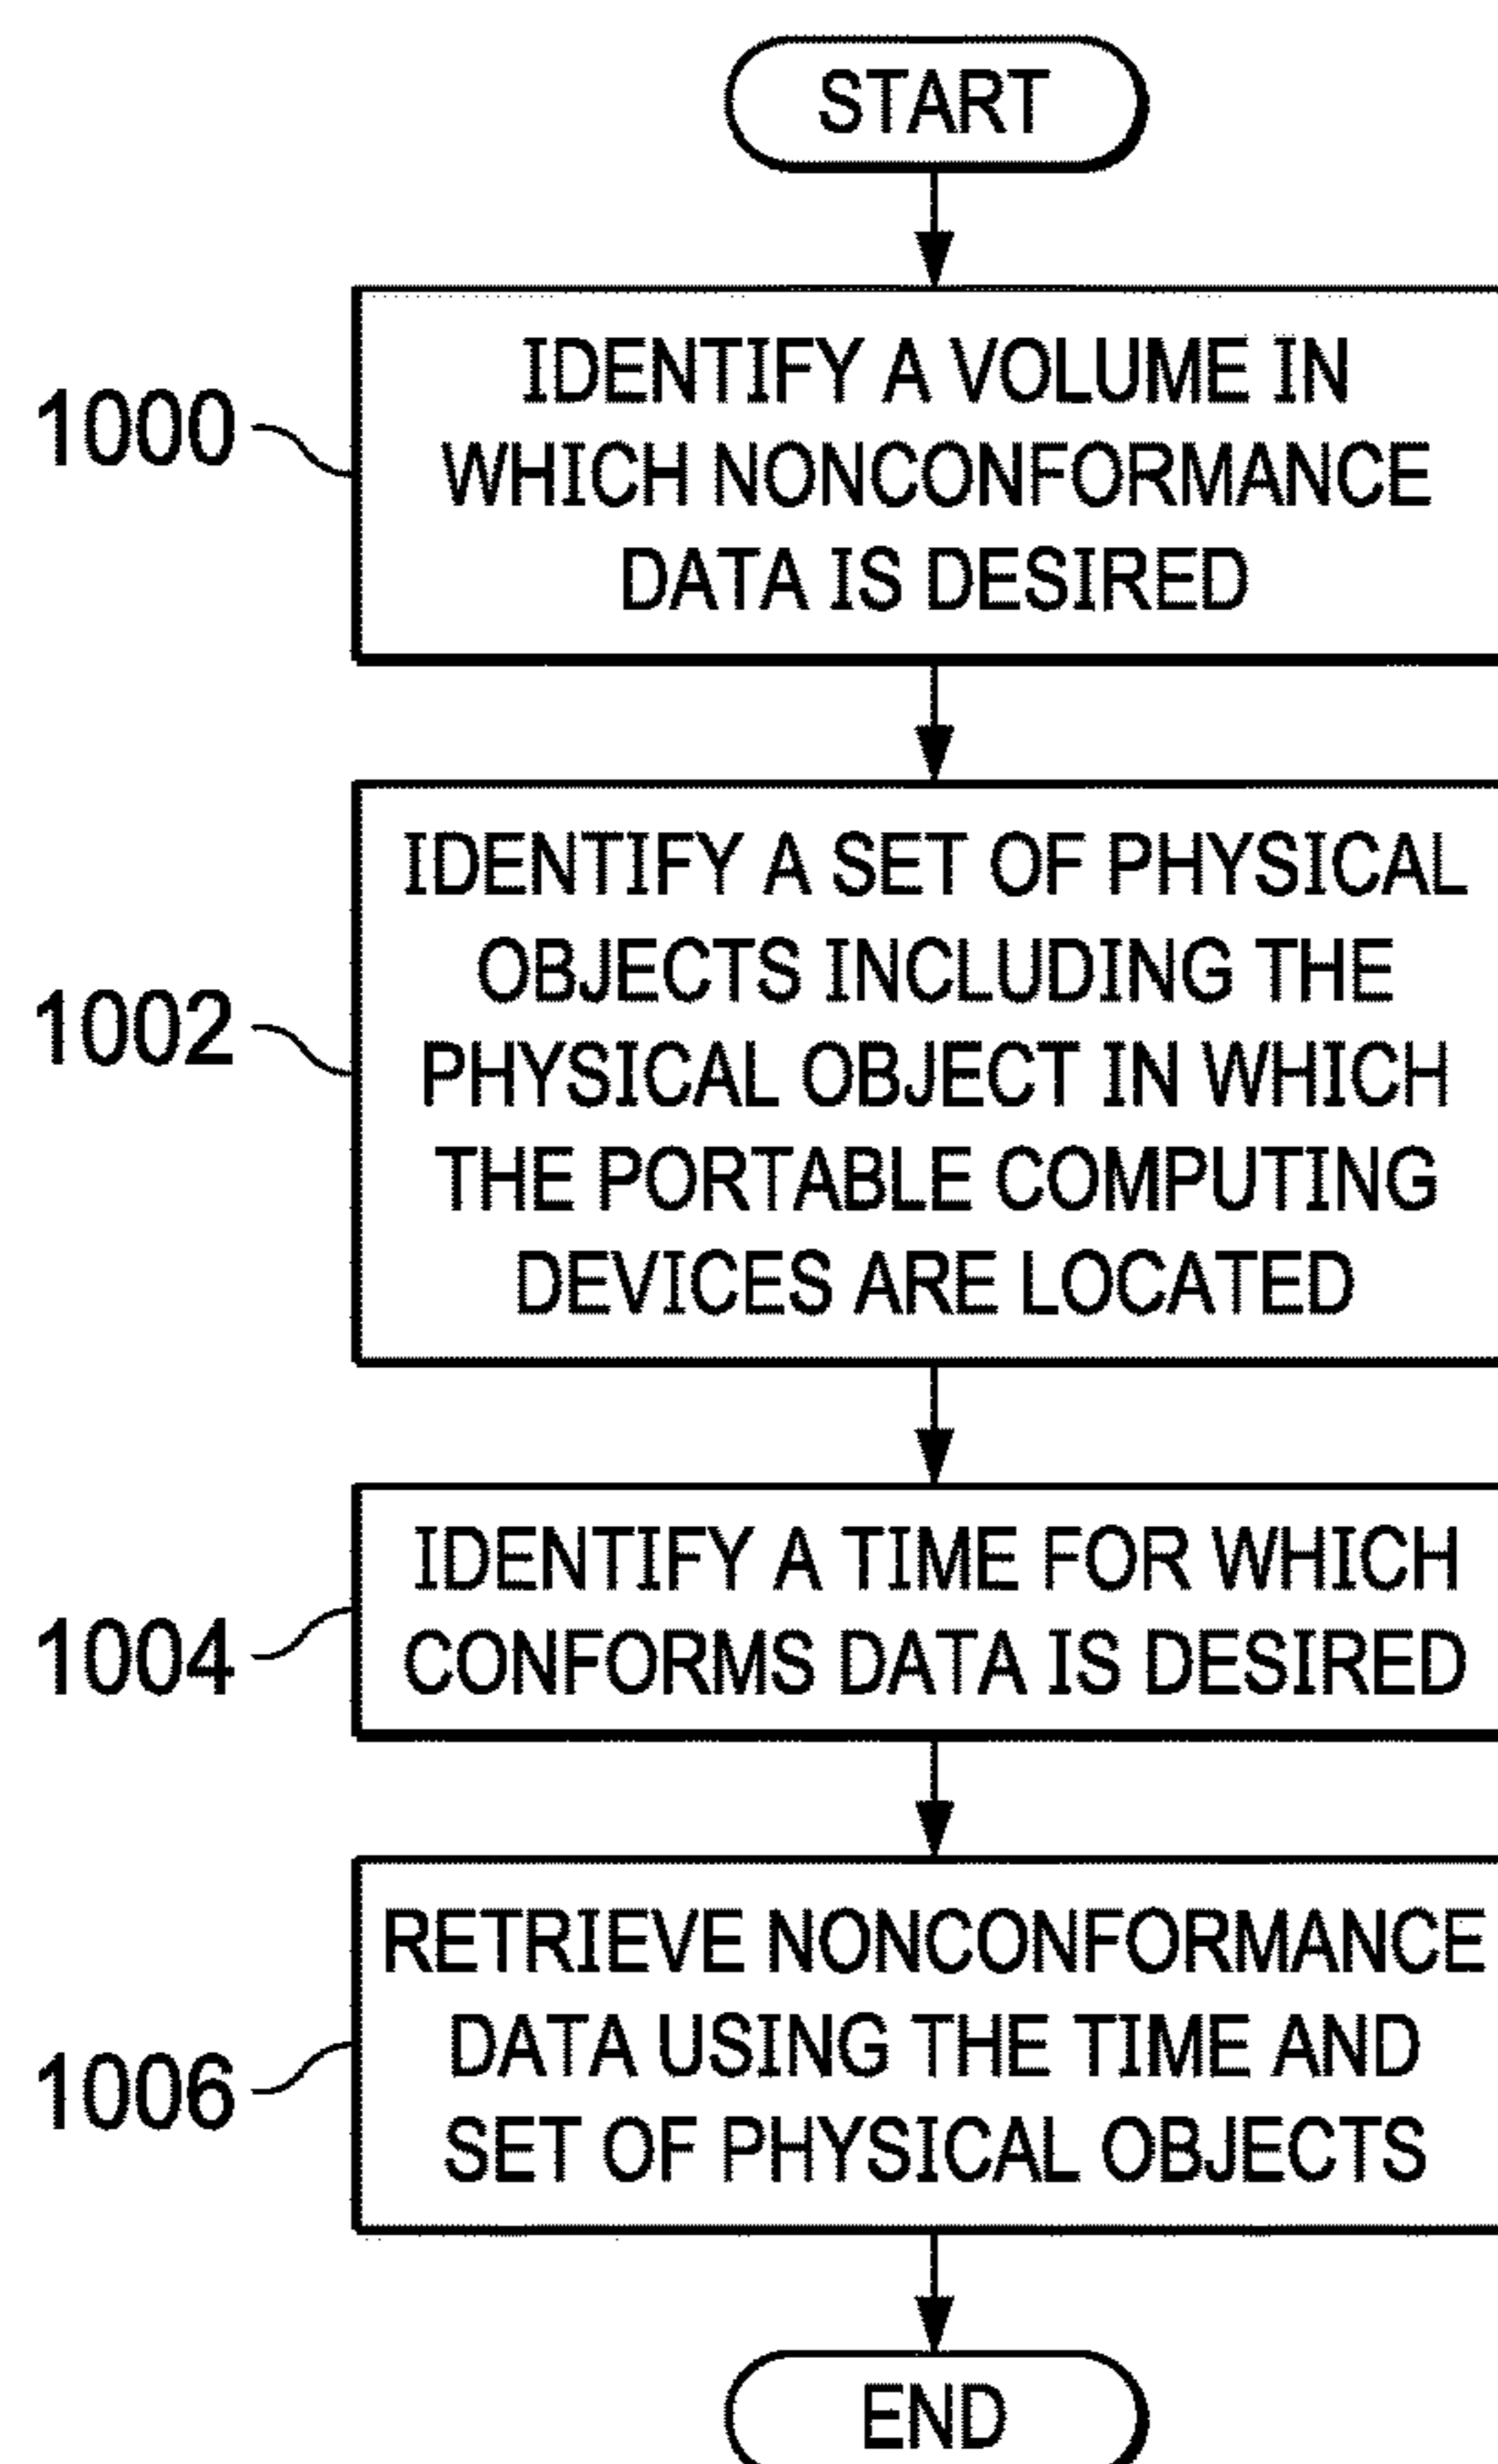 START
1000
IDENTIFY A VOLUME IN
WHICH NONCONFORMANCE
DATA IS DESIRED
1002
IDENTIFY A SET OF PHYSICAL
OBJECTS INCLUDING THE
PHYSICAL OBJECT IN WHICH
THE PORTABLE COMPUTING
DEVICES ARE LOCATED
1004
IDENTIFY A TIME FOR WHICH
CONFORMS DATA IS DESIRED
1006
RETRIEVE NONCONFORMANCE
DATA USING THE TIME AND
SET OF PHYSICAL OBJECTS
END